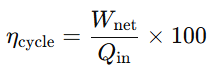 η_cycle = W_net / Q_in × 100